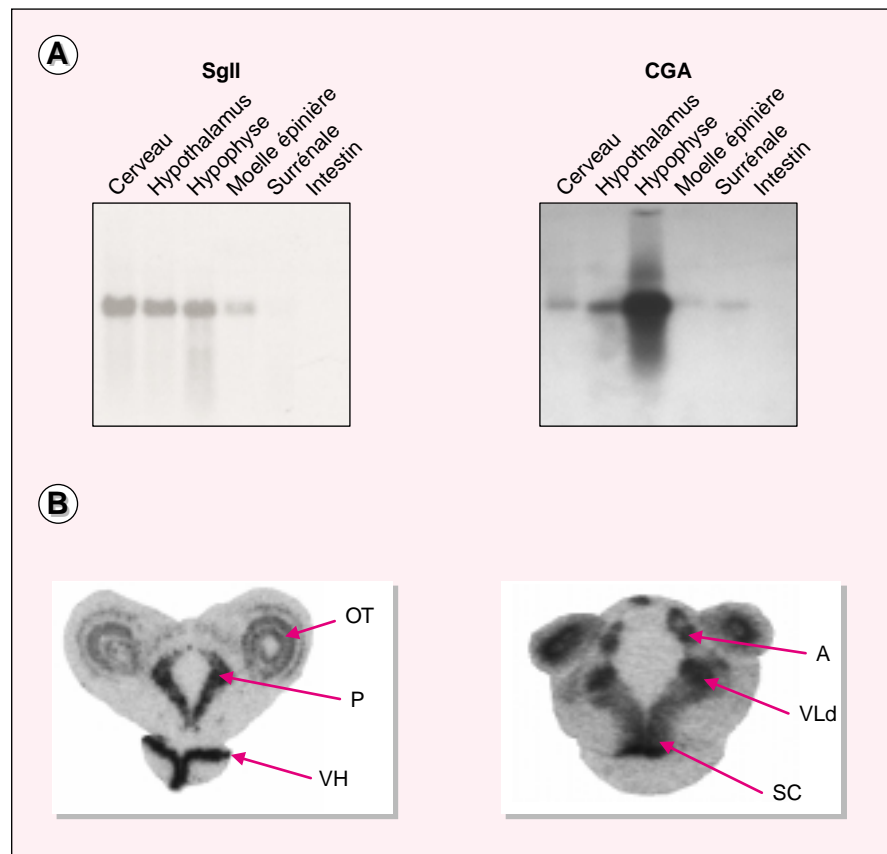 A
SgII
CGA
Cerveau
Hypothalamus
Hypophyse
Moelle épinière
Surrénale
Intestin
Cerveau
Hypothalamus
Hypophyse
Moelle épinière
Surrénale
Intestin
B
OT
P
VH
A
VLd
SC